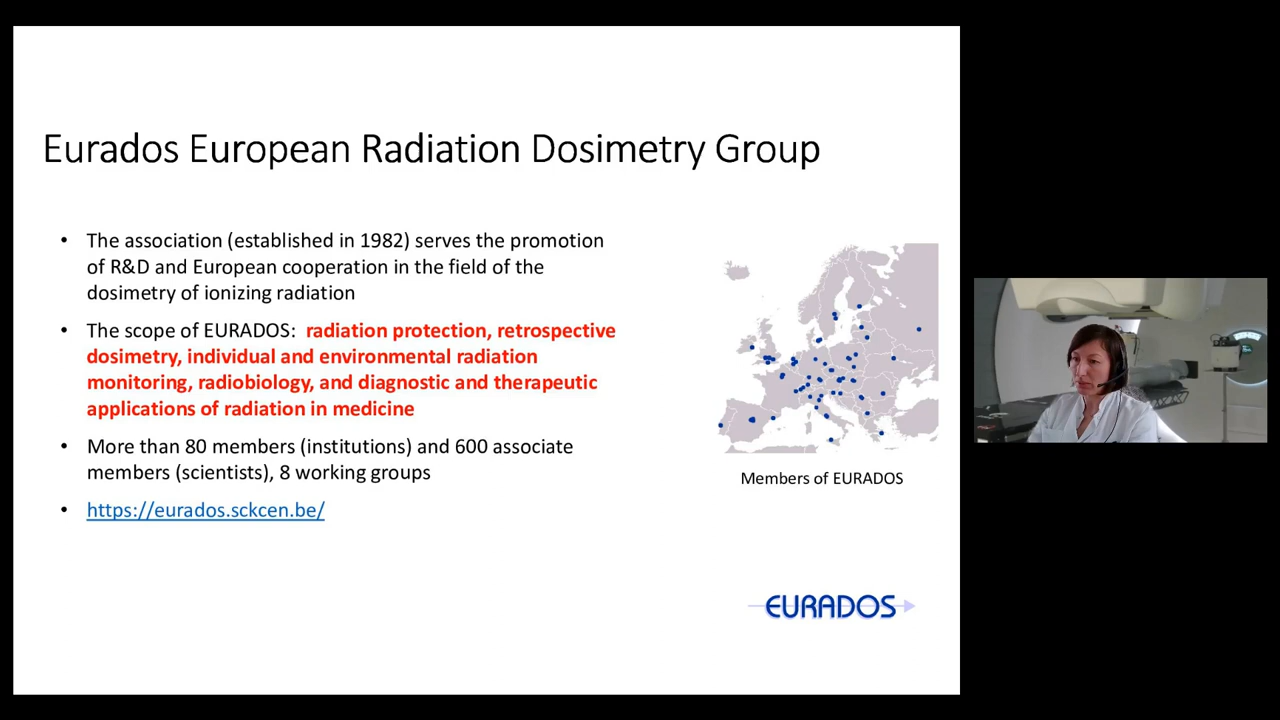 Eurados European Radiation Dosimetry Group
• The association (established in 1982) serves the promotion
of R&D and European cooperation in the field of the
dosimetry of ionizing radiation
• The scope of EURADOS: radiation protection, retrospective
dosimetry, individual and environmental radiation
monitoring, radiobiology, and diagnostic and therapeutic
applications of radiation in medicine
• More than 80 members (institutions) and 600 associate
members (scientists), 8 working groups
• https://eurados.sckcen.be/
Members of EURADOS
EURADOS